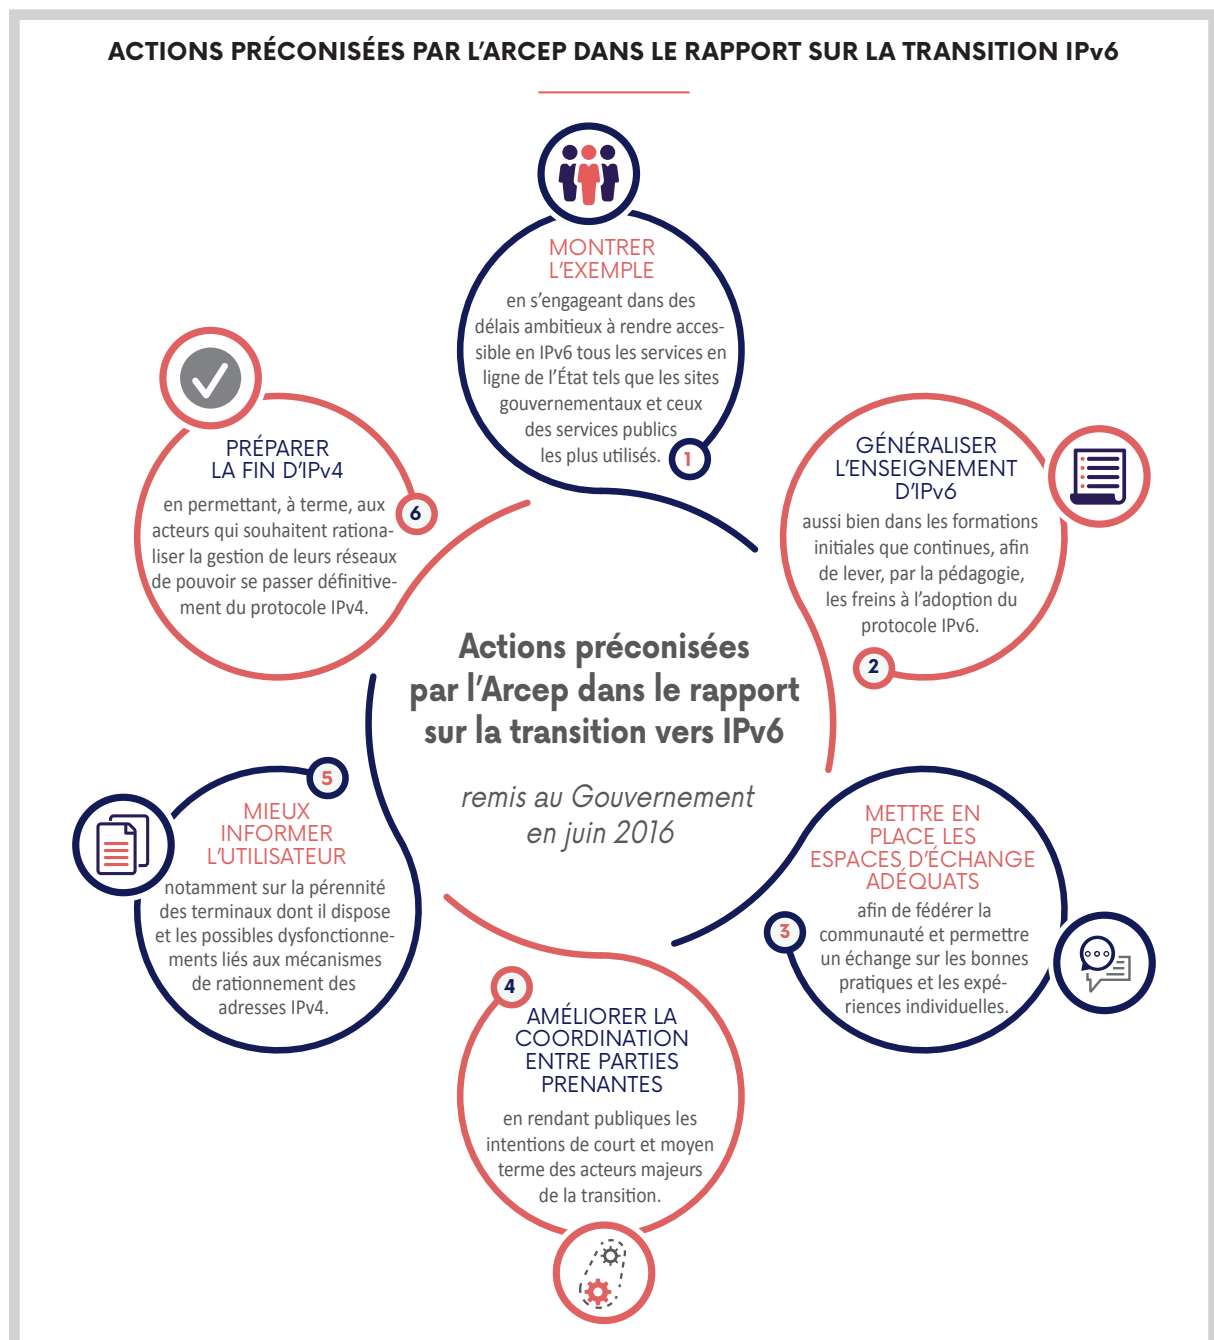 ACTIONS PRÉCONISÉES PAR L'ARCEP DANS LE RAPPORT SUR LA TRANSITION IPv6
MONTRER
L'EXEMPLE
en s'engageant dans des
délais ambitieux à rendre acces-
sible en IPv6 tous les services en
ligne de l'État tels que les sites
gouvernementaux et ceux
des services publics
les plus utilisés.
1
GÉNÉRALISER
L'ENSEIGNEMENT
D'IPv6
aussi bien dans les formations
initiales que continues, afin
de lever, par la pédagogie,
les freins à l'adoption du
protocole IPv6.
2
METTRE EN
PLACE LES
ESPACES D'ÉCHANGE
ADÉQUATS
afin de fédérer la
communauté et permettre
un échange sur les bonnes
pratiques et les expé-
riences individuelles.
3
4
AMÉLIORER LA
COORDINATION
ENTRE PARTIES
PRENANTES
en rendant publiques les
intentions de court et moyen
terme des acteurs majeurs
de la transition.
5
MIEUX
INFORMER
L'UTILISATEUR
notamment sur la pérennité
des terminaux dont il dispose
et les possibles dysfonctionne-
ments liés aux mécanismes
de rationnement des
adresses IPv4.
PRÉPARER
LA FIN D'IPv4
en permettant, à terme, aux
acteurs qui souhaitent rationa-
liser la gestion de leurs réseaux
de pouvoir se passer définitive-
ment du protocole IPv4.
6
Actions préconisées
par l'Arcep dans le rapport
sur la transition vers IPv6
remis au Gouvernement
en juin 2016